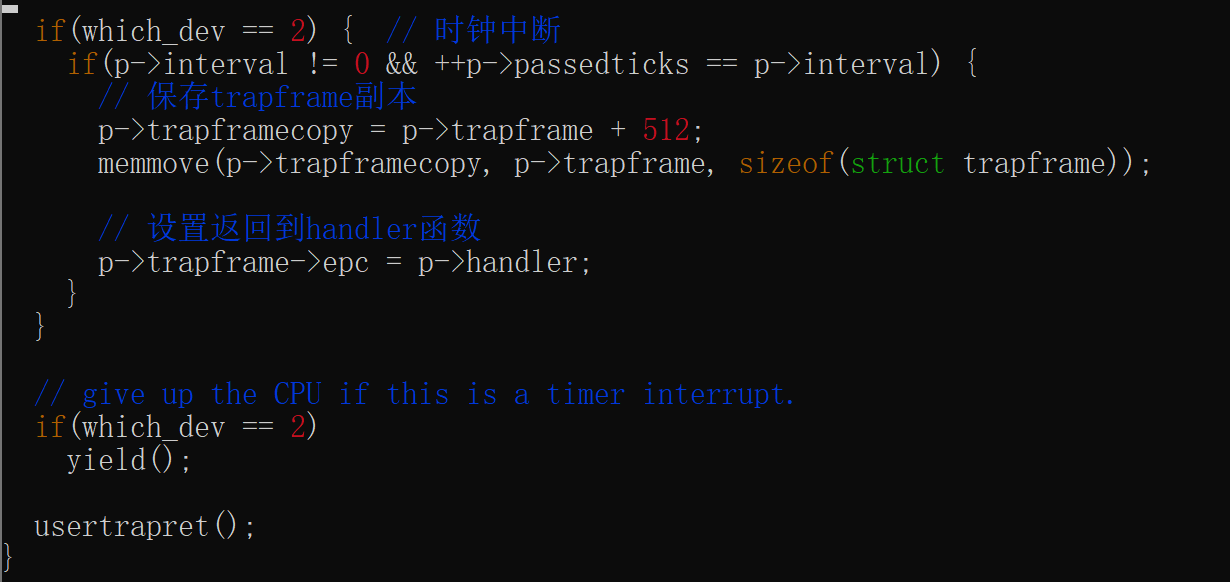 if(which_dev == 2) {  // 时钟中断
if(p->interval != 0 && ++p->passedticks == p->interval) {
// 保存trapframe副本
p->trapframecopy = p->trapframe + 512;
memmove(p->trapframecopy, p->trapframe, sizeof(struct trapframe));
// 设置返回到handler函数
p->trapframe->epc = p->handler;
}
}
// give up the CPU if this is a timer interrupt.
if(which_dev == 2)
yield();
usertrapret();
}